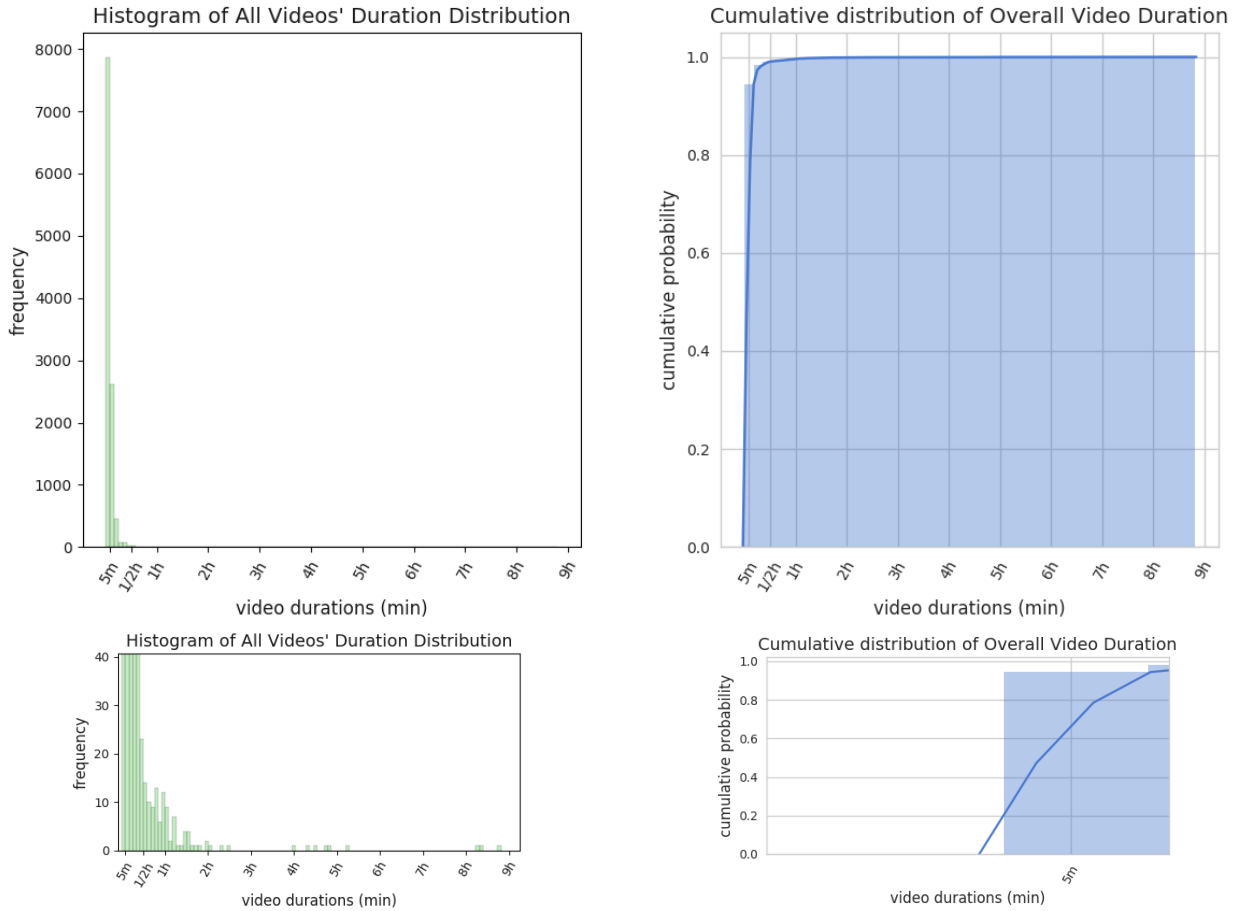 Histogram of All Videos' Duration Distribution
8000
7000
6000
5000
4000
3000
2000
1000
0
frequency
5m 1/2h 1h 2h 3h 4h 5h 6h 7h 8h 9h
video durations (min)
Cumulative distribution of Overall Video Duration
1.0
0.8
0.6
0.4
0.2
0.0
cumulative probability
5m 1/2h 1h 2h 3h 4h 5h 6h 7h 8h 9h
video durations (min)
Histogram of All Videos' Duration Distribution
40
30
20
10
0
frequency
5m 1/2h 1h 2h 3h 4h 5h 6h 7h 8h 9h
video durations (min)
Cumulative distribution of Overall Video Duration
1.0
0.8
0.6
0.4
0.2
0.0
cumulative probability
5m
video durations (min)